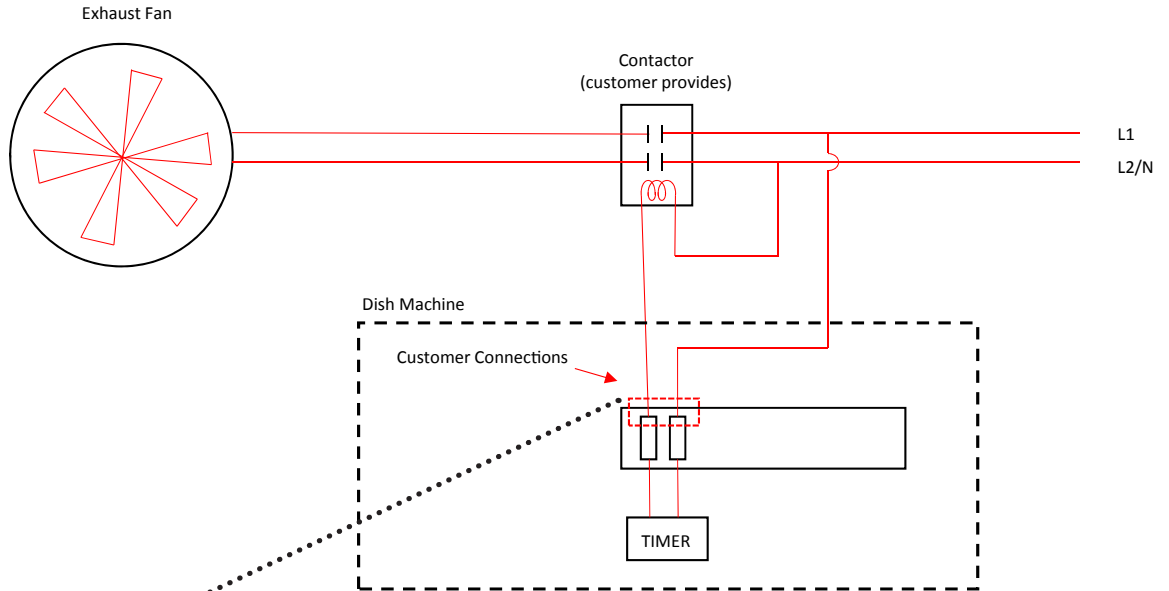 Exhaust Fan
Contactor
(customer provides)
L1
L2/N
Dish Machine
Customer Connections
TIMER